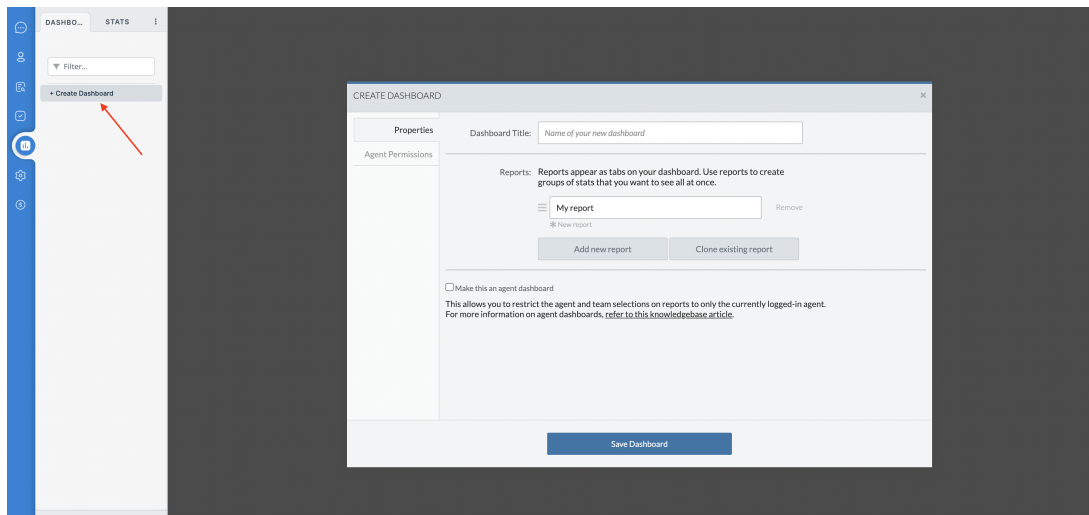 DASHBO...
STATS
Filter...
+ Create Dashboard
CREATE DASHBOARD
×
Properties
Agent Permissions
Dashboard Title:
Name of your new dashboard
Reports:
Reports appear as tabs on your dashboard. Use reports to create
groups of stats that you want to see all at once.
My report
Remove
✱ New report
Add new report
Clone existing report
Make this an agent dashboard
This allows you to restrict the agent and team selections on reports to only the currently logged-in agent.
For more information on agent dashboards, refer to this knowledgebase article.
Save Dashboard